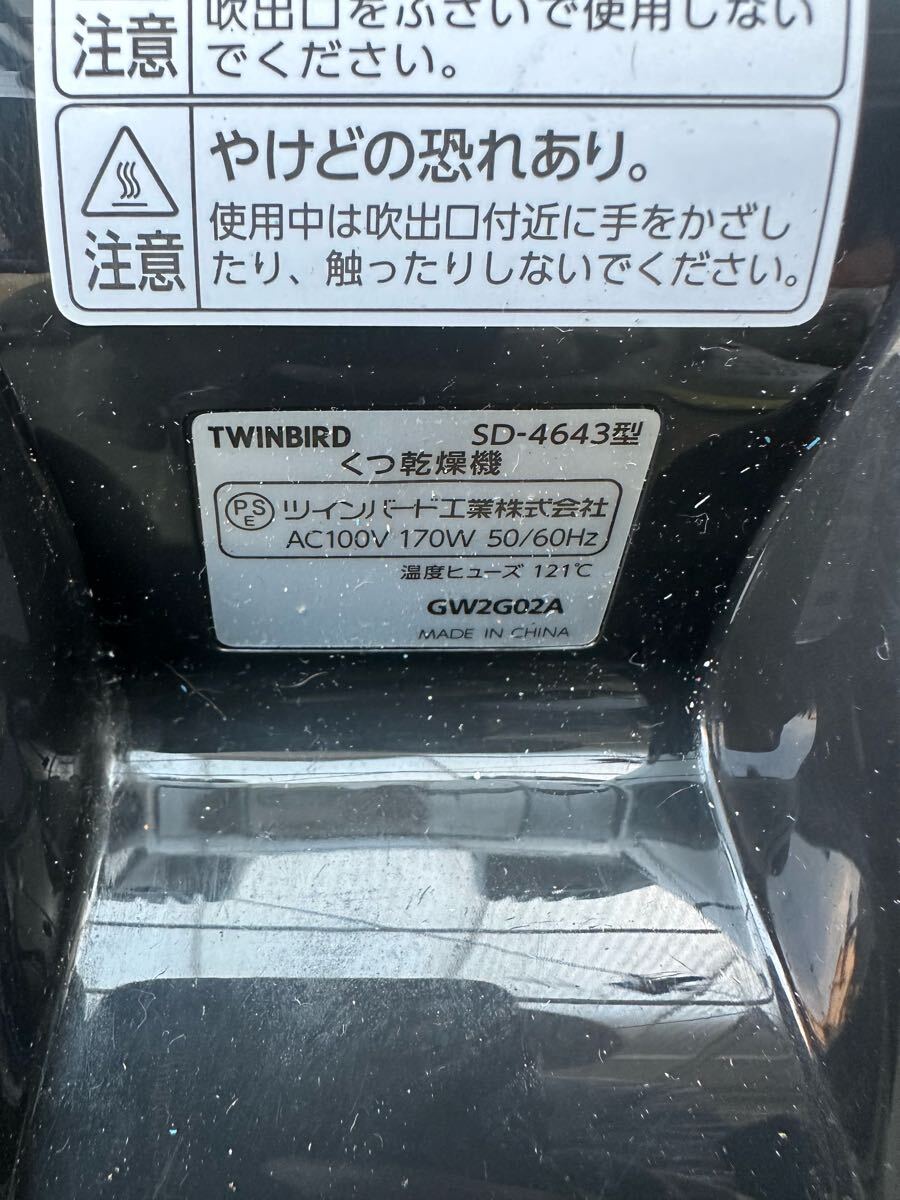 注意
吹出口をふさいで使用しない
でください。
注意
やけどの恐れあり。
使用中は吹出口付近に手をかざし
たり、触ったりしないでください。
TWINBIRD SD-4643型
くつ乾燥機
PSE ツインバード工業株式会社
AC100V 170W 50/60Hz
温度ヒューズ 121℃
GW2G02A
MADE IN CHINA